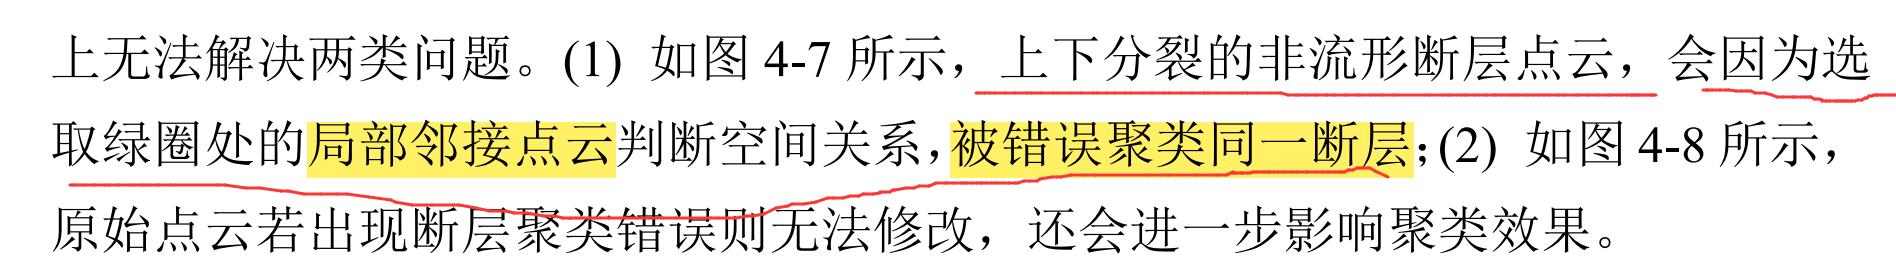 上无法解决两类问题。(1) 如图 4-7 所示，上下分裂的非流形断层点云，会因为选
取绿圈处的局部邻接点云判断空间关系,被错误聚类同一断层;(2) 如图 4-8 所示，
原始点云若出现断层聚类错误则无法修改，还会进一步影响聚类效果。